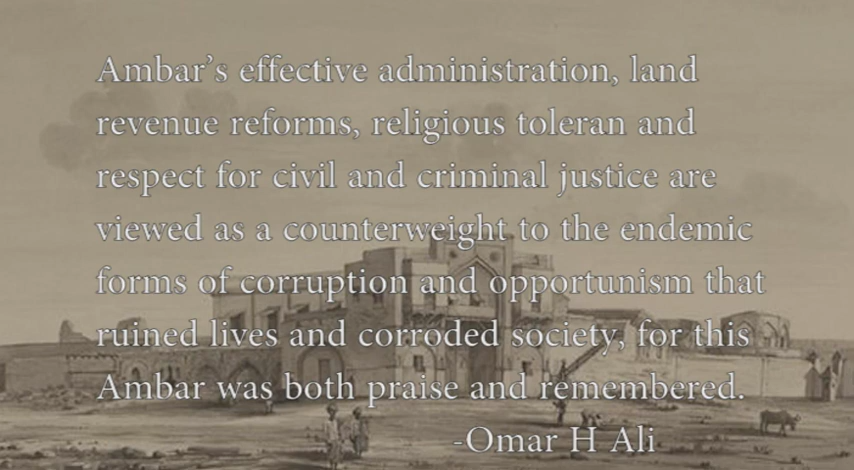 Ambar's effective administration, land
revenue reforms, religious toleran and
respect for civil and criminal justice are
viewed as a counterweight to the endemic
forms of corruption and opportunism that
ruined lives and corroded society, for this
Ambar was both praise and remembered.
-Omar H Ali